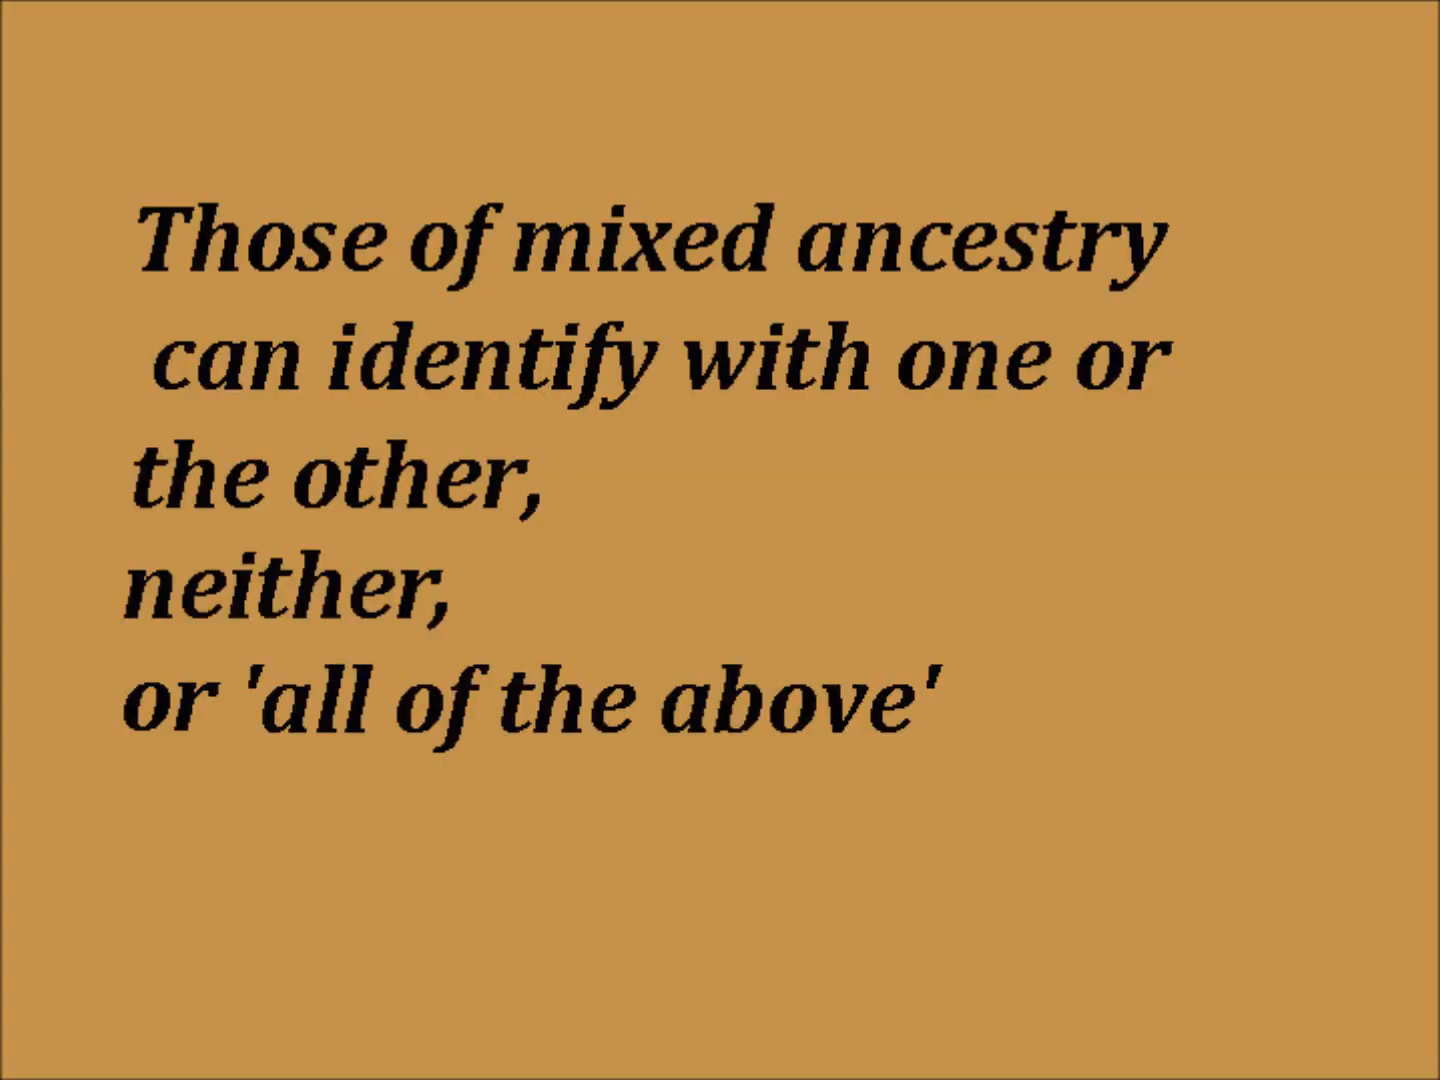 Those of mixed ancestry
can identify with one or
the other,
neither,
or 'all of the above'